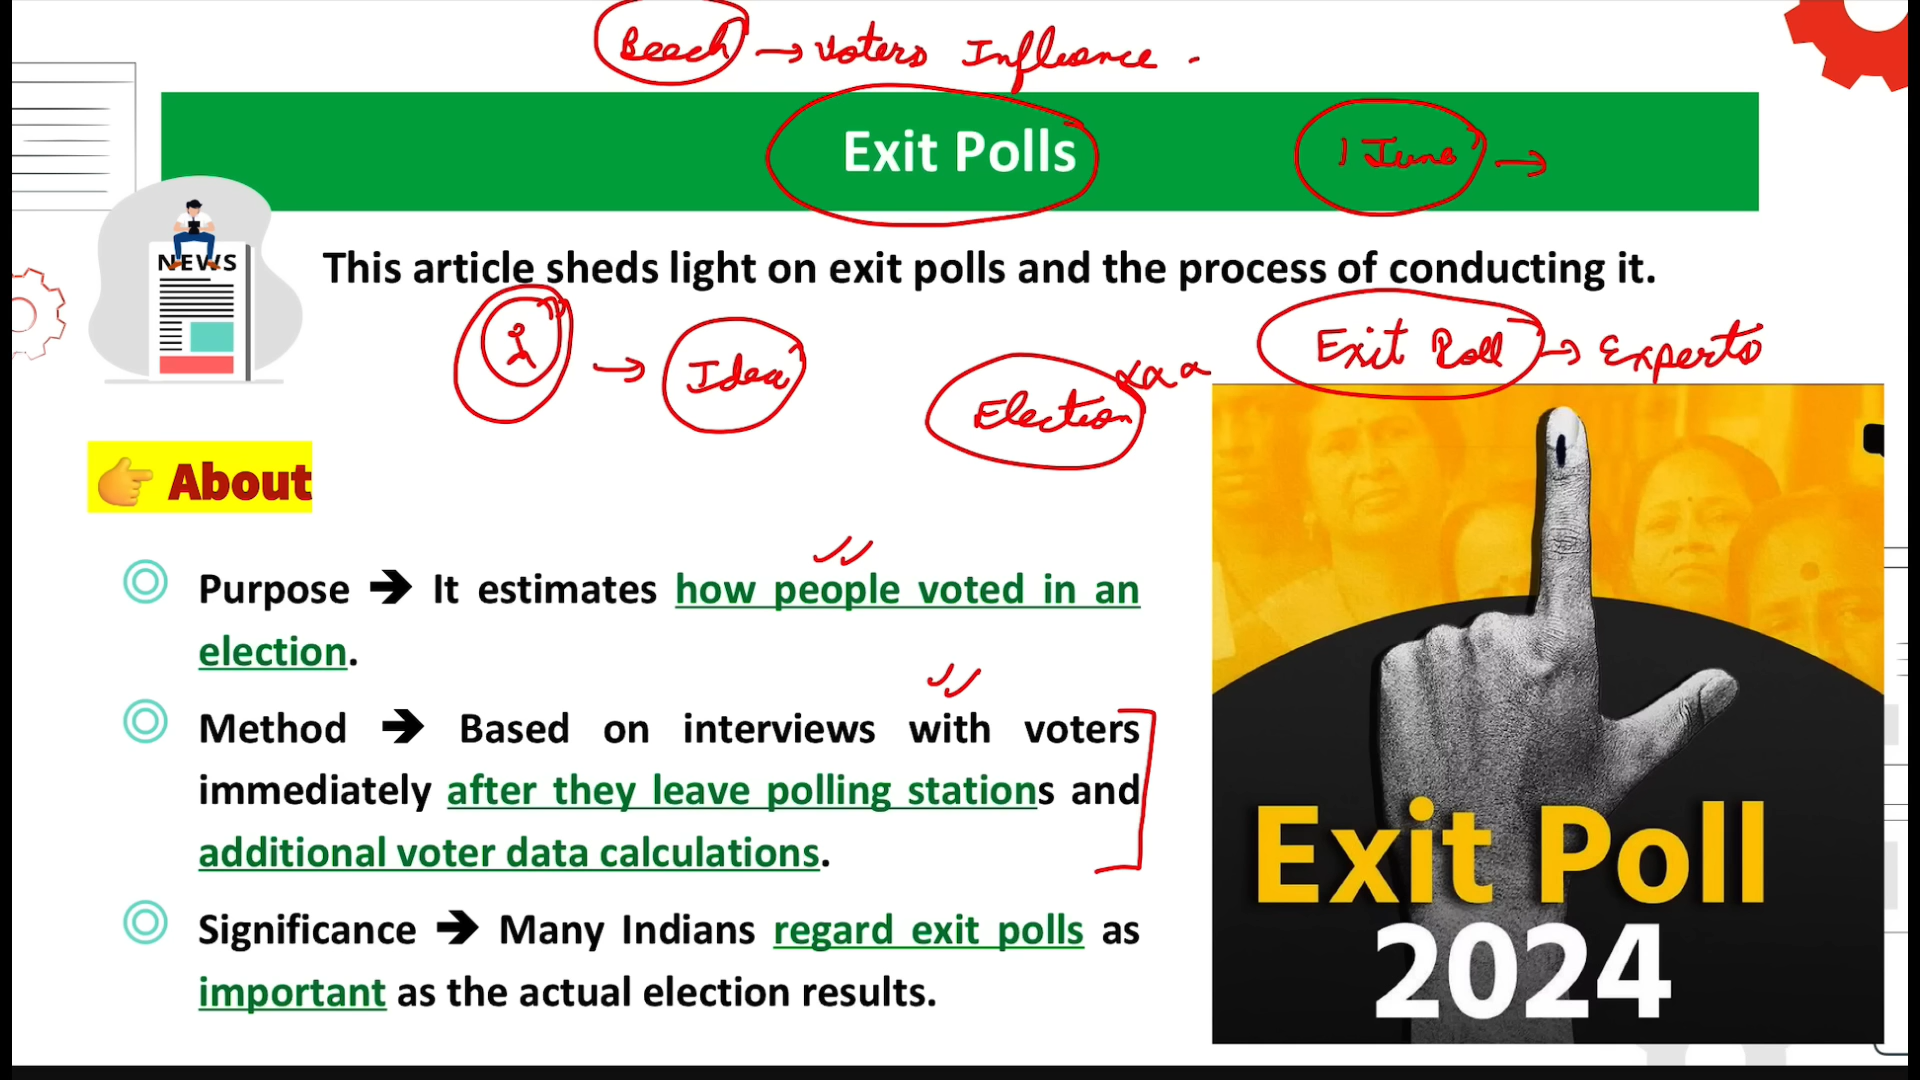 Beech → Voters Influence .
Exit Polls
1 June →
NEWS
This article sheds light on exit polls and the process of conducting it.
→ Idea
Exit Poll → Experts
Election
👉 About
Purpose ➔ It estimates how people voted in an
election.
Method ➔ Based on interviews with voters
immediately after they leave polling stations and
additional voter data calculations.
Significance ➔ Many Indians regard exit polls as
important as the actual election results.
Exit Poll
2024